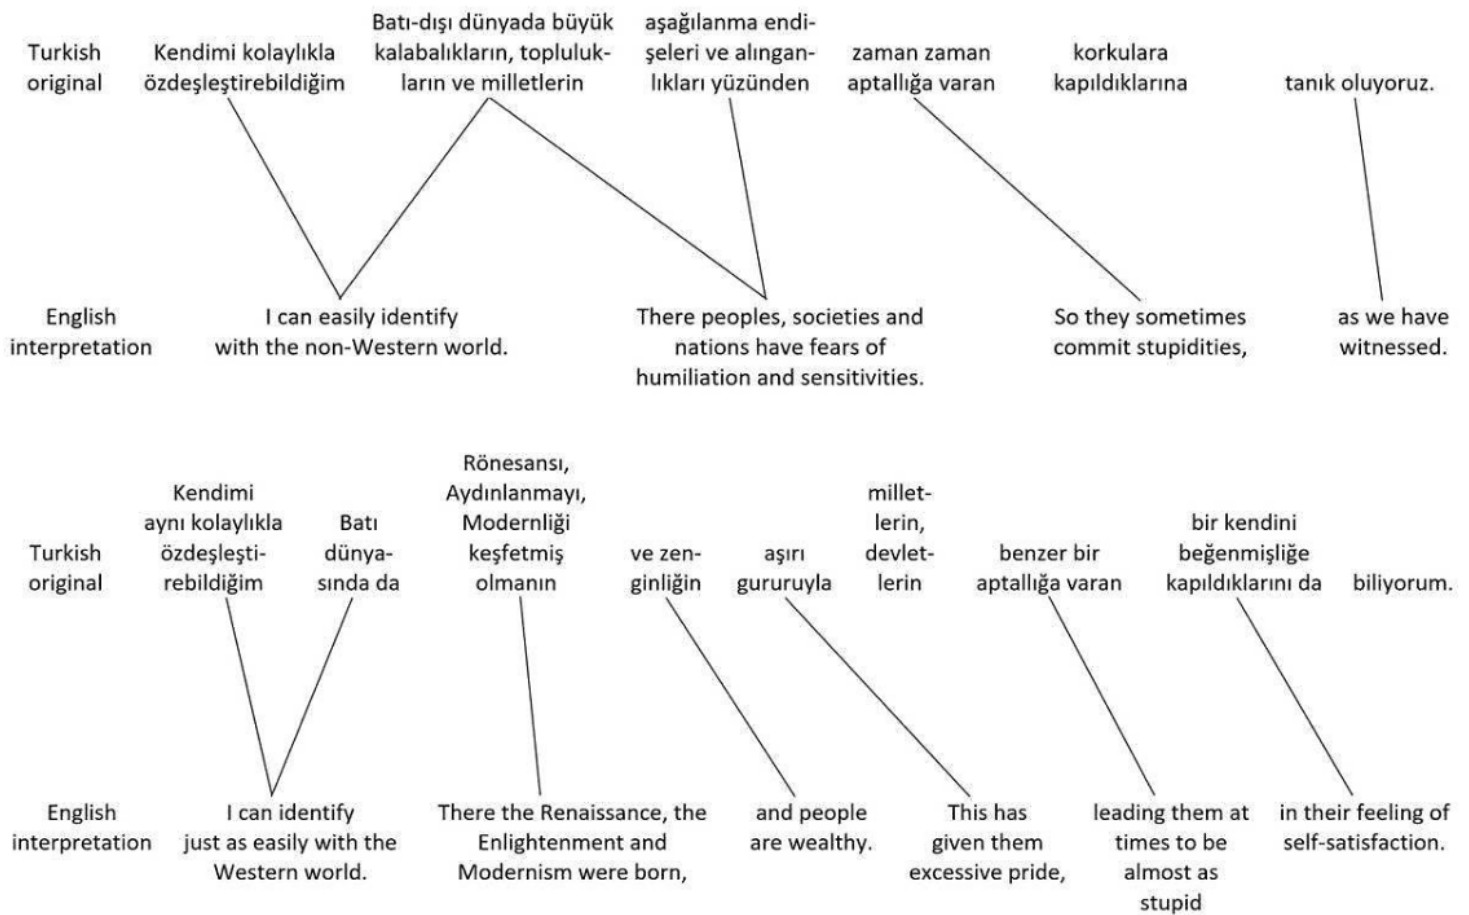 Turkish
original
Kendimi kolaylıkla
özdeşleştirebildiğim
Batı-dışı dünyada büyük
kalabalıkların, topluluk-
ların ve milletlerin
aşağılanma endi-
şeleri ve alıngan-
lıkları yüzünden
zaman zaman
aptallığa varan
korkulara
kapıldıklarına
tanık oluyoruz.
English
interpretation
I can easily identify
with the non-Western world.
There peoples, societies and
nations have fears of
humiliation and sensitivities.
So they sometimes
commit stupidities,
as we have
witnessed.
Turkish
original
Kendimi
aynı kolaylıkla
özdeşleşti-
rebildiğim
Batı
dünya-
sında da
Rönesansı,
Aydınlanmayı,
Modernliği
keşfetmiş
olmanın
ve zen-
ginliğin
aşırı
gururuyla
millet-
lerin,
devlet-
lerin
benzer bir
aptallığa varan
bir kendini
beğenmişliğe
kapıldıklarını da
biliyorum.
English
interpretation
I can identify
just as easily with the
Western world.
There the Renaissance, the
Enlightenment and
Modernism were born,
and people
are wealthy.
This has
given them
excessive pride,
leading them at
times to be
almost as
stupid
in their feeling of
self-satisfaction.